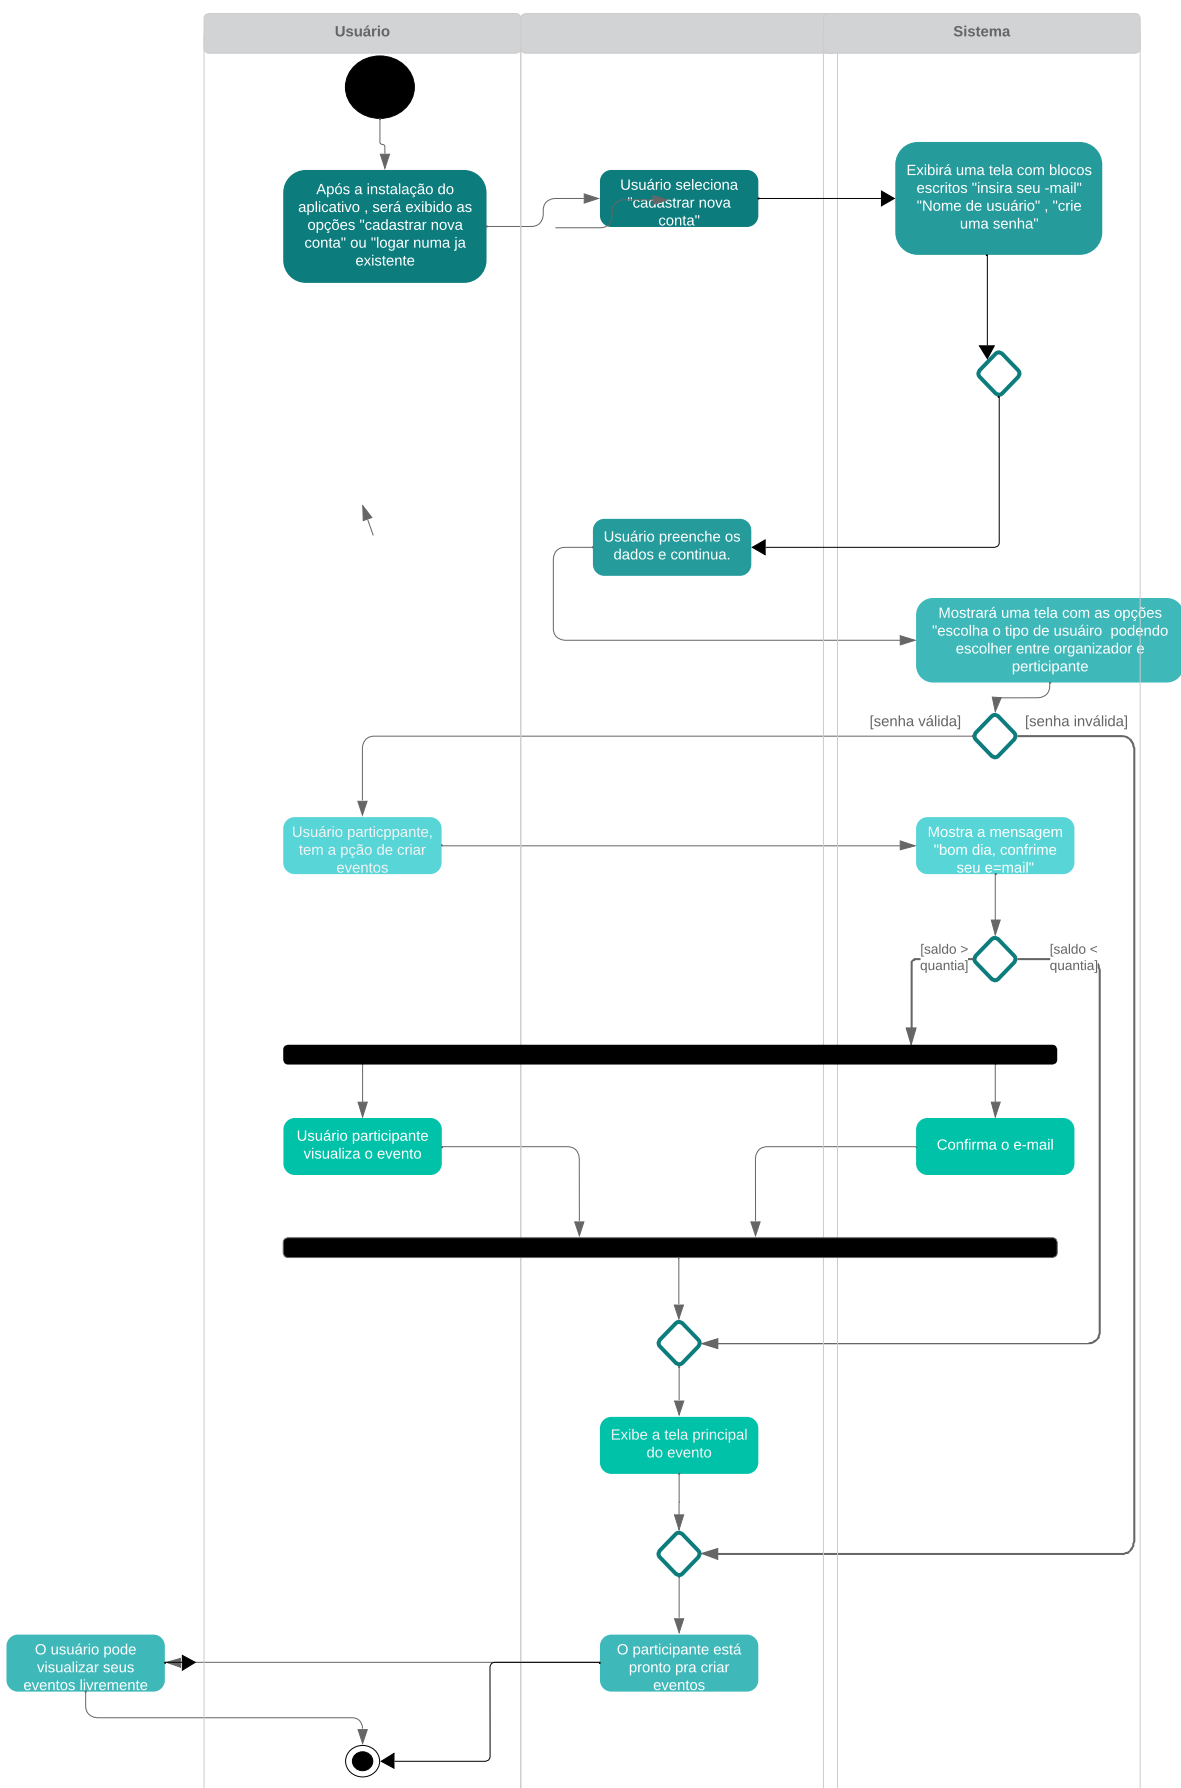 Usuário
Sistema
Após a instalação do
aplicativo , será exibido as
opções "cadastrar nova
conta" ou "logar numa ja
existente
Usuário seleciona
"cadastrar nova
conta"
Exibirá uma tela com blocos
escritos "insira seu -mail"
"Nome de usuário" , "crie
uma senha"
Usuário preenche os
dados e continua.
Mostrará uma tela com as opções
"escolha o tipo de usuáiro  podendo
escolher entre organizador e
perticipante
[senha válida]
[senha inválida]
Usuário particppante,
tem a pção de criar
eventos
Mostra a mensagem
"bom dia, confrime
seu e=mail"
[saldo >
quantia]
[saldo <
quantia]
Usuário participante
visualiza o evento
Confirma o e-mail
Exibe a tela principal
do evento
O usuário pode
visualizar seus
eventos livremente
O participante está
pronto pra criar
eventos